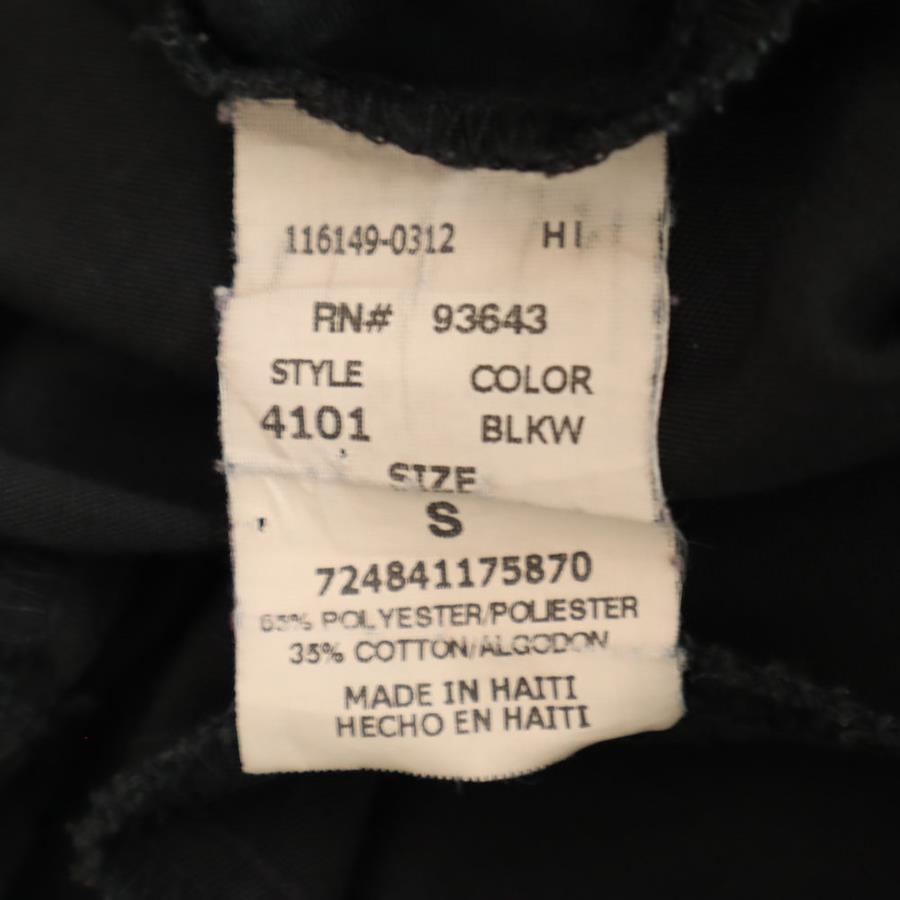 116149-0312 HI
RN# 93643
STYLE COLOR
4101 BLKW
SIZE
S
724841175870
65% POLYESTER/POLIESTER
35% COTTON/ALGODON
MADE IN HAITI
HECHO EN HAITI